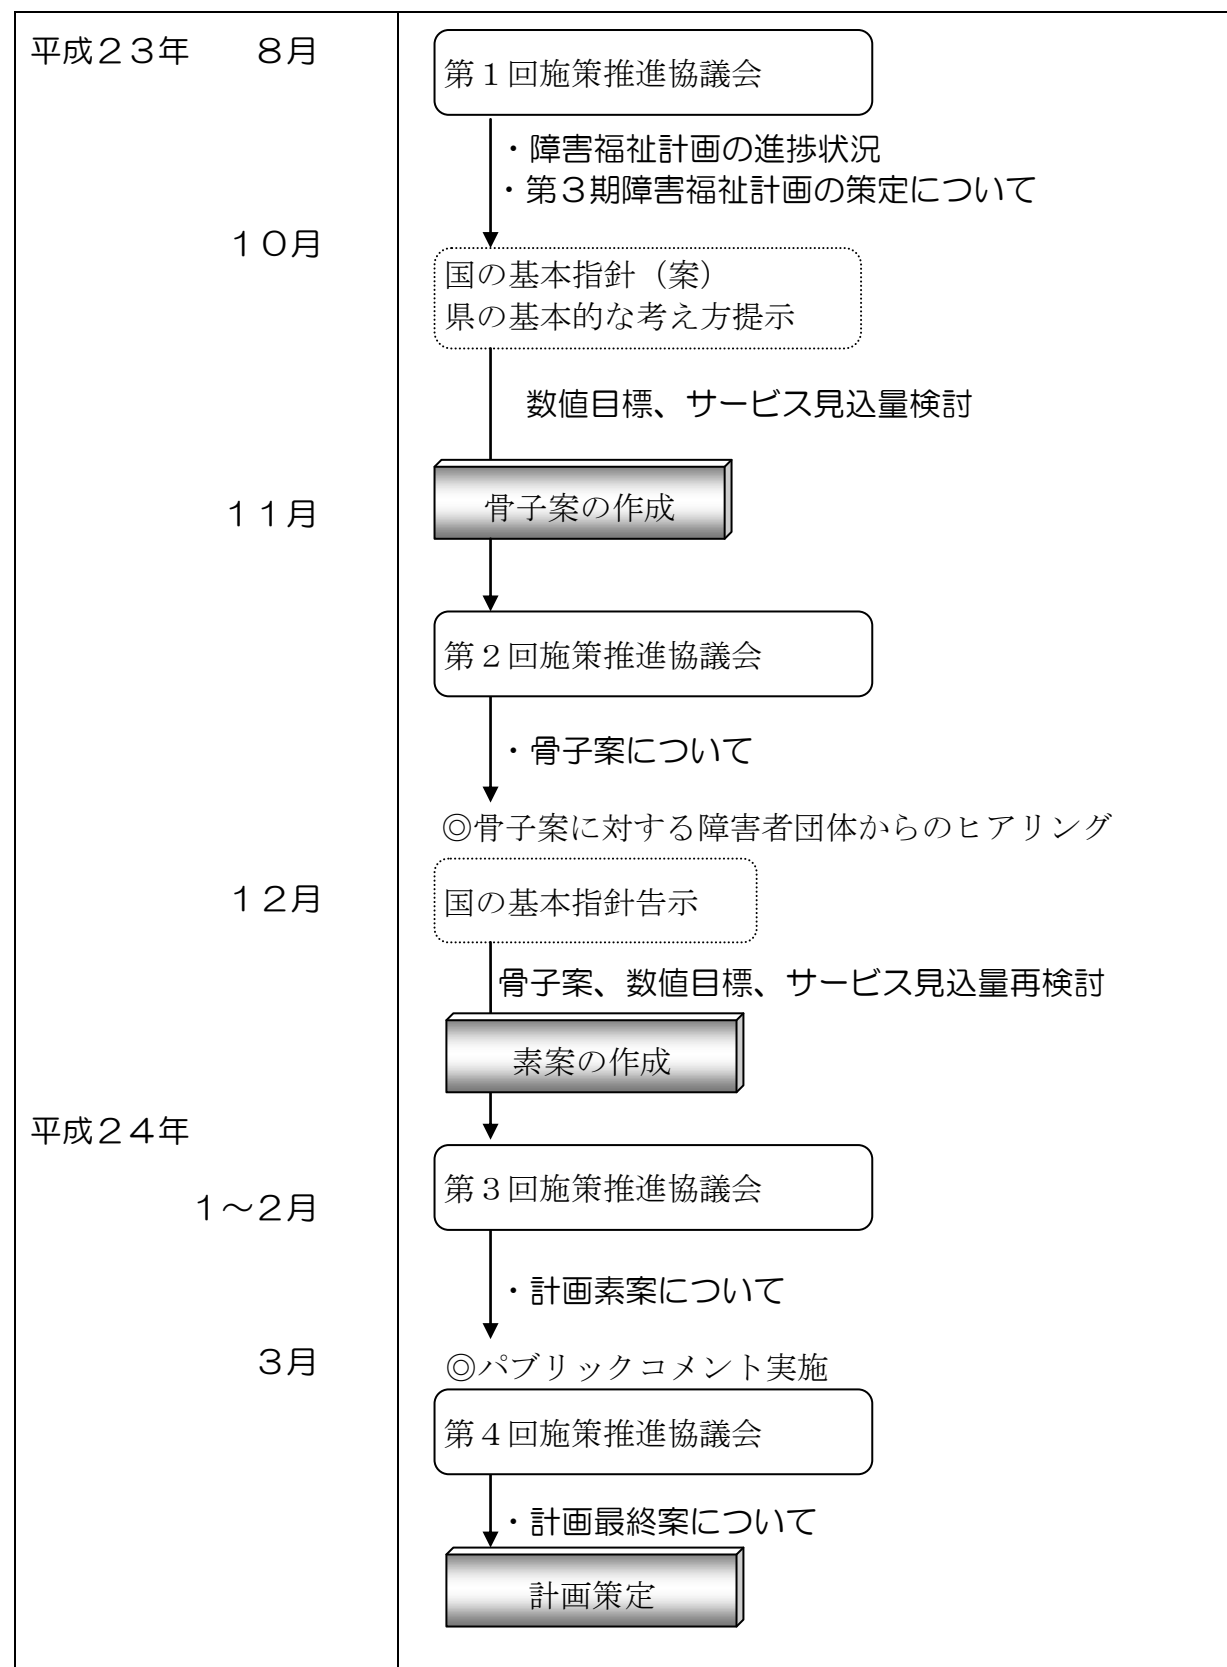 平成２３年　　８月
第１回施策推進協議会
・障害福祉計画の進捗状況
・第３期障害福祉計画の策定について
１０月
国の基本指針（案）
県の基本的な考え方提示
数値目標、サービス見込量検討
１１月
骨子案の作成
第２回施策推進協議会
・骨子案について
◎骨子案に対する障害者団体からのヒアリング
１２月
国の基本指針告示
骨子案、数値目標、サービス見込量再検討
素案の作成
平成２４年
第３回施策推進協議会
１～２月
・計画素案について
３月
◎パブリックコメント実施
第４回施策推進協議会
・計画最終案について
計画策定